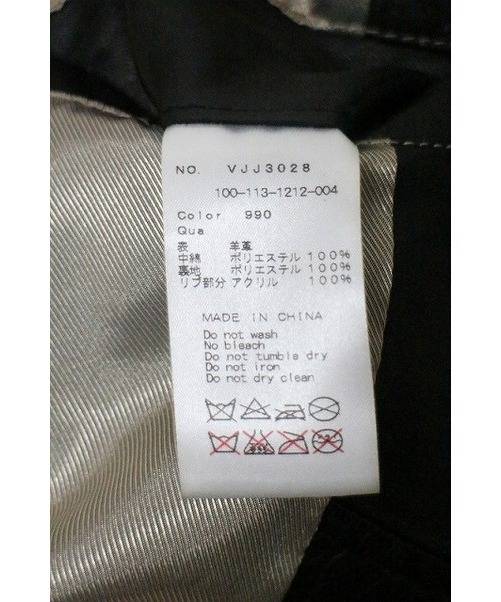 NO. VJJ3028
100-113-1212-004
Color 990
Qua
表 羊革
中綿 ポリエステル 100%
裏地 ポリエステル 100%
リブ部分 アクリル 100%
MADE IN CHINA
Do not wash
No bleach
Do not tumble dry
Do not iron
Do not dry clean